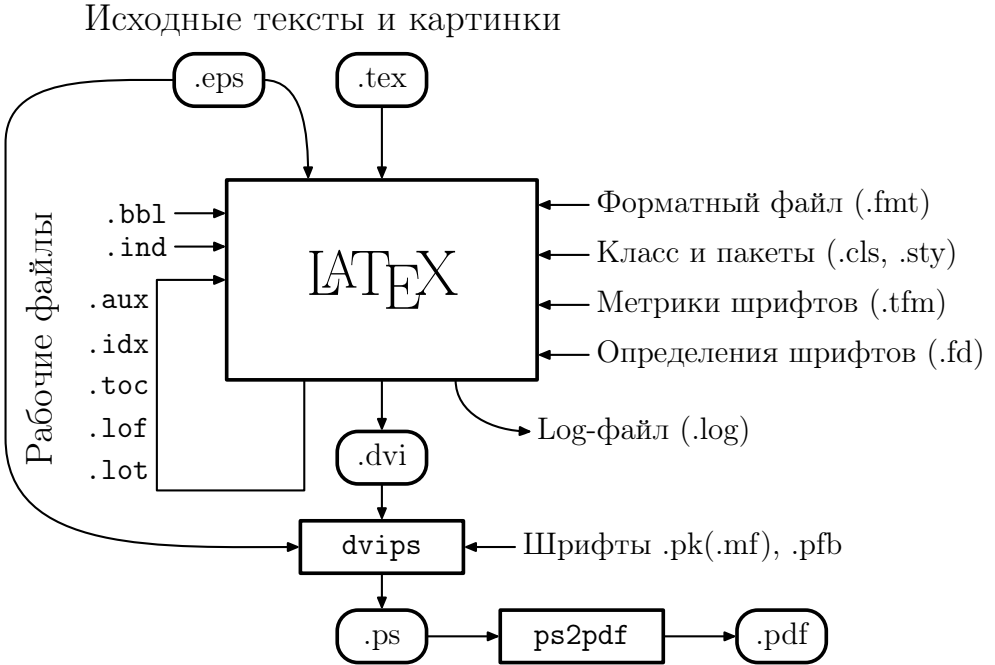 Исходные тексты и картинки
.eps
.tex
Рабочие файлы
.bbl
.ind
.aux
.idx
.toc
.lof
.lot
LATEX
Форматный файл (.fmt)
Класс и пакеты (.cls, .sty)
Метрики шрифтов (.tfm)
Определения шрифтов (.fd)
Log-файл (.log)
.dvi
dvips
Шрифты .pk(.mf), .pfb
.ps
ps2pdf
.pdf